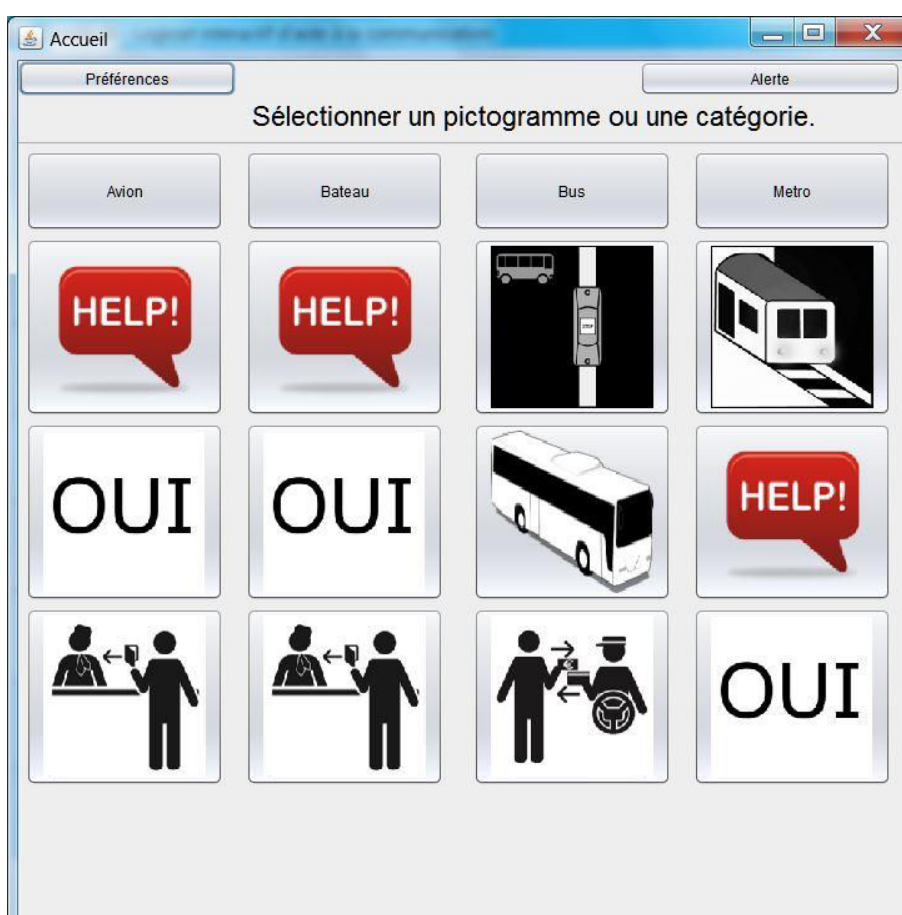 Accueil
Préférences
Alerte
Sélectionner un pictogramme ou une catégorie.
Avion
Bateau
Bus
Metro
HELP!
HELP!
OUI
OUI
HELP!
OUI